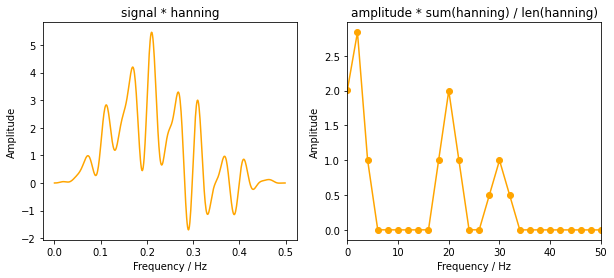 signal * hanning
Amplitude
5
4
3
2
1
0
−1
−2
0.0 0.1 0.2 0.3 0.4 0.5
Frequency / Hz
amplitude * sum(hanning) / len(hanning)
Amplitude
2.5
2.0
1.5
1.0
0.5
0.0
0 10 20 30 40 50
Frequency / Hz